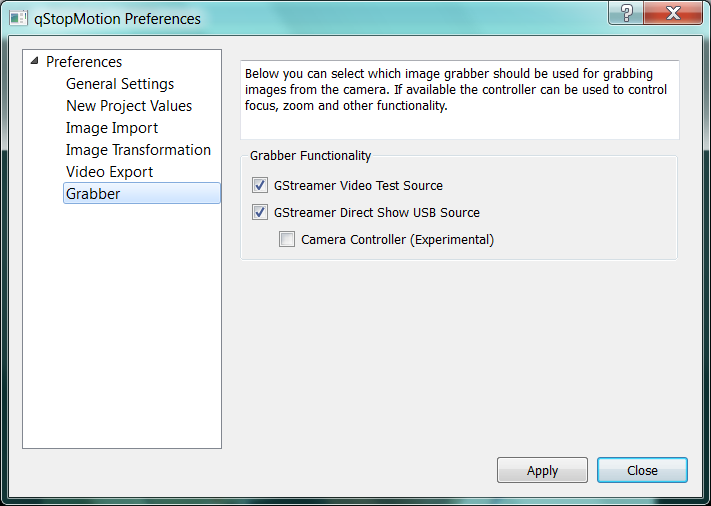 qStopMotion Preferences
Preferences
General Settings
New Project Values
Image Import
Image Transformation
Video Export
Grabber
Below you can select which image grabber should be used for grabbing
images from the camera. If available the controller can be used to control
focus, zoom and other functionality.
Grabber Functionality
GStreamer Video Test Source
GStreamer Direct Show USB Source
Camera Controller (Experimental)
Apply
Close